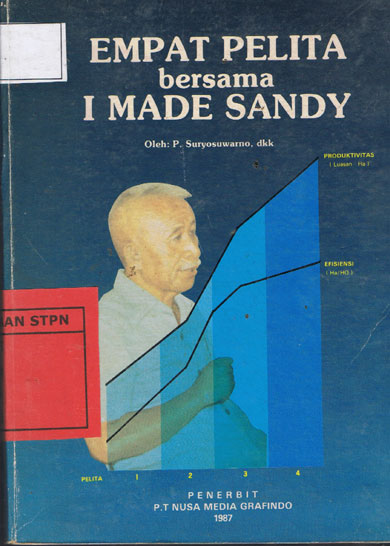 EMPAT PELITA
bersama
I MADE SANDY
Oleh: P. Suryosuwarno, dkk
PRODUKTIVITAS
( Luasan Ha )
EFISIENSI
( Ha/HO )
AN STPN
PELITA 1 2 3 4
PENERBIT
P.T NUSA MEDIA GRAFINDO
1987